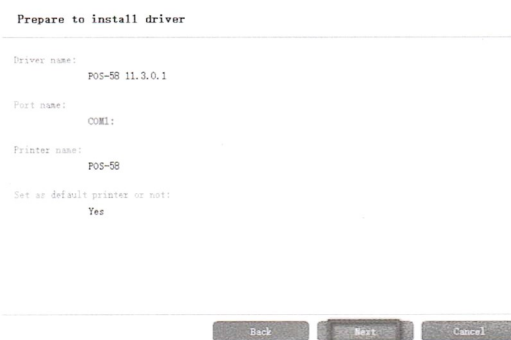 Prepare to install driver
Driver name:
POS-58 11.3.0.1
Port name:
COM1:
Printer name:
POS-58
Set as default printer or not:
Yes
Back
Next
Cancel